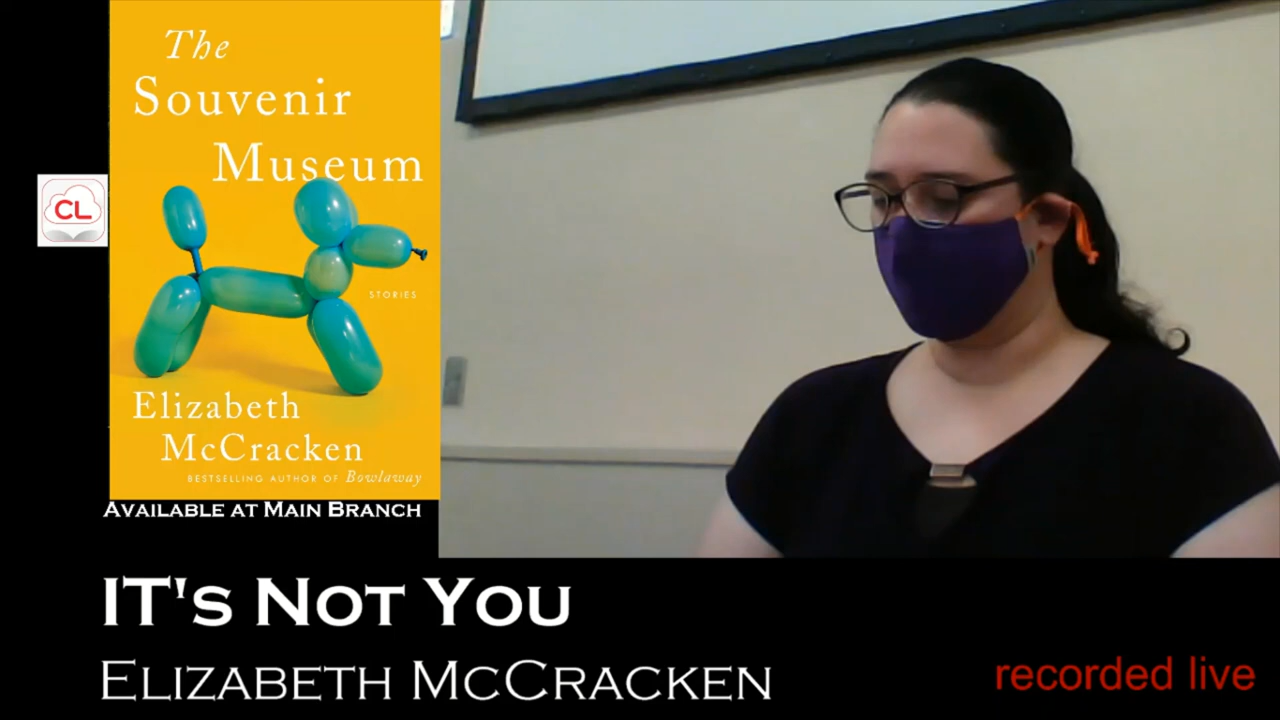 The
Souvenir
Museum
CL
STORIES
Elizabeth
McCracken
BESTSELLING AUTHOR OF Bowlaway
AVAILABLE AT MAIN BRANCH
IT's NOT YOU
ELIZABETH MCCRACKEN
recorded live